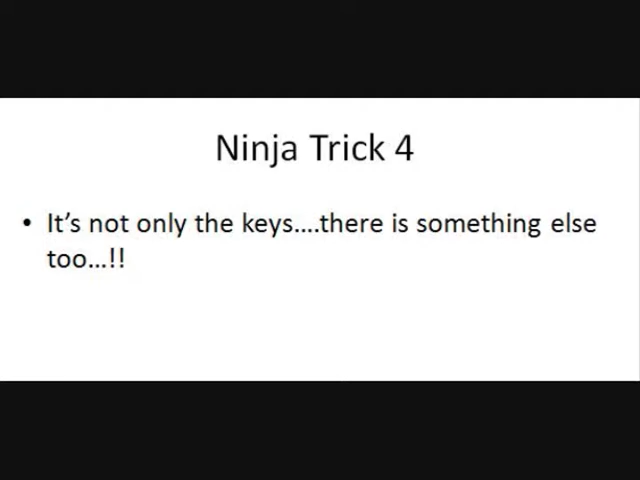 Ninja Trick 4
• It’s not only the keys....there is something else
too...!!